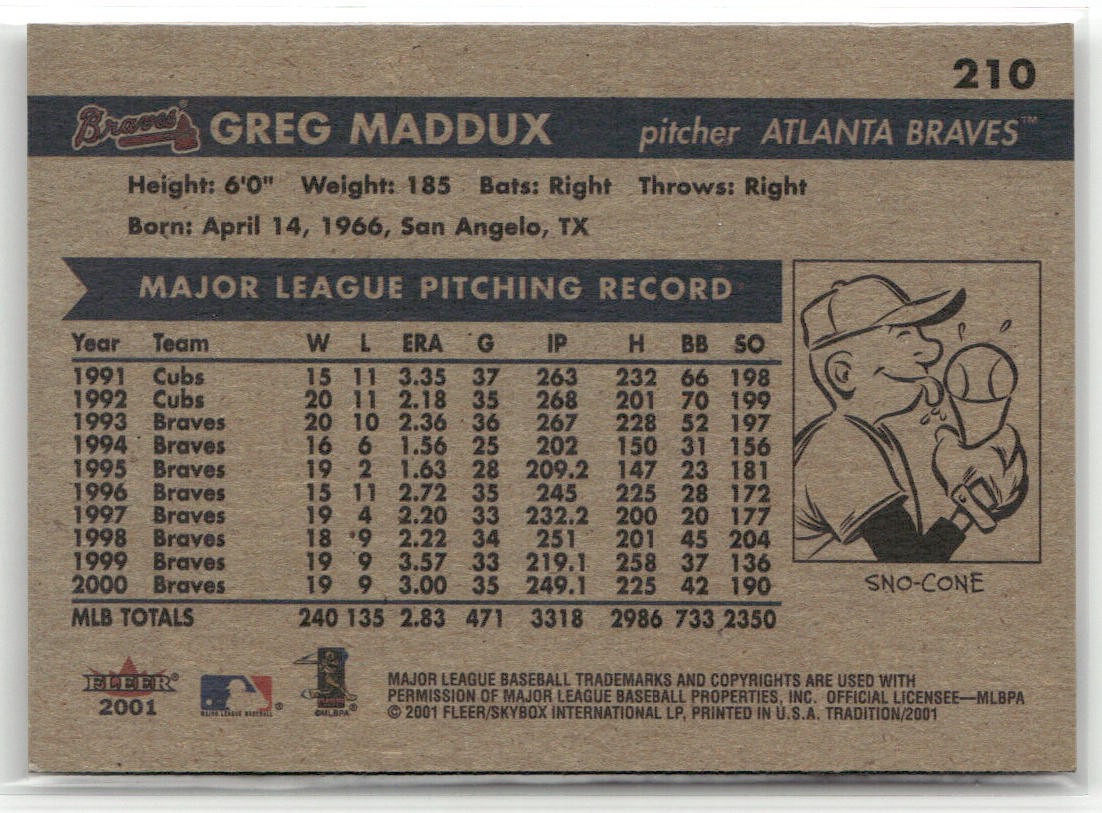 210
Braves GREG MADDUX pitcher ATLANTA BRAVES™
Height: 6'0" Weight: 185 Bats: Right Throws: Right
Born: April 14, 1966, San Angelo, TX
MAJOR LEAGUE PITCHING RECORD
Year Team W L ERA G IP H BB SO
1991 Cubs 15 11 3.35 37 263 232 66 198
1992 Cubs 20 11 2.18 35 268 201 70 199
1993 Braves 20 10 2.36 36 267 228 52 197
1994 Braves 16 6 1.56 25 202 150 31 156
1995 Braves 19 2 1.63 28 209.2 147 23 181
1996 Braves 15 11 2.72 35 245 225 28 172
1997 Braves 19 4 2.20 33 232.2 200 20 177
1998 Braves 18 9 2.22 34 251 201 45 204
1999 Braves 19 9 3.57 33 219.1 258 37 136
2000 Braves 19 9 3.00 35 249.1 225 42 190
MLB TOTALS 240 135 2.83 471 3318 2986 733 2350
SNO-CONE
FLEER®
2001
MAJOR LEAGUE BASEBALL®
©MLBPA®
MAJOR LEAGUE BASEBALL TRADEMARKS AND COPYRIGHTS ARE USED WITH
PERMISSION OF MAJOR LEAGUE BASEBALL PROPERTIES, INC. OFFICIAL LICENSEE—MLBPA
© 2001 FLEER/SKYBOX INTERNATIONAL LP, PRINTED IN U.S.A. TRADITION/2001